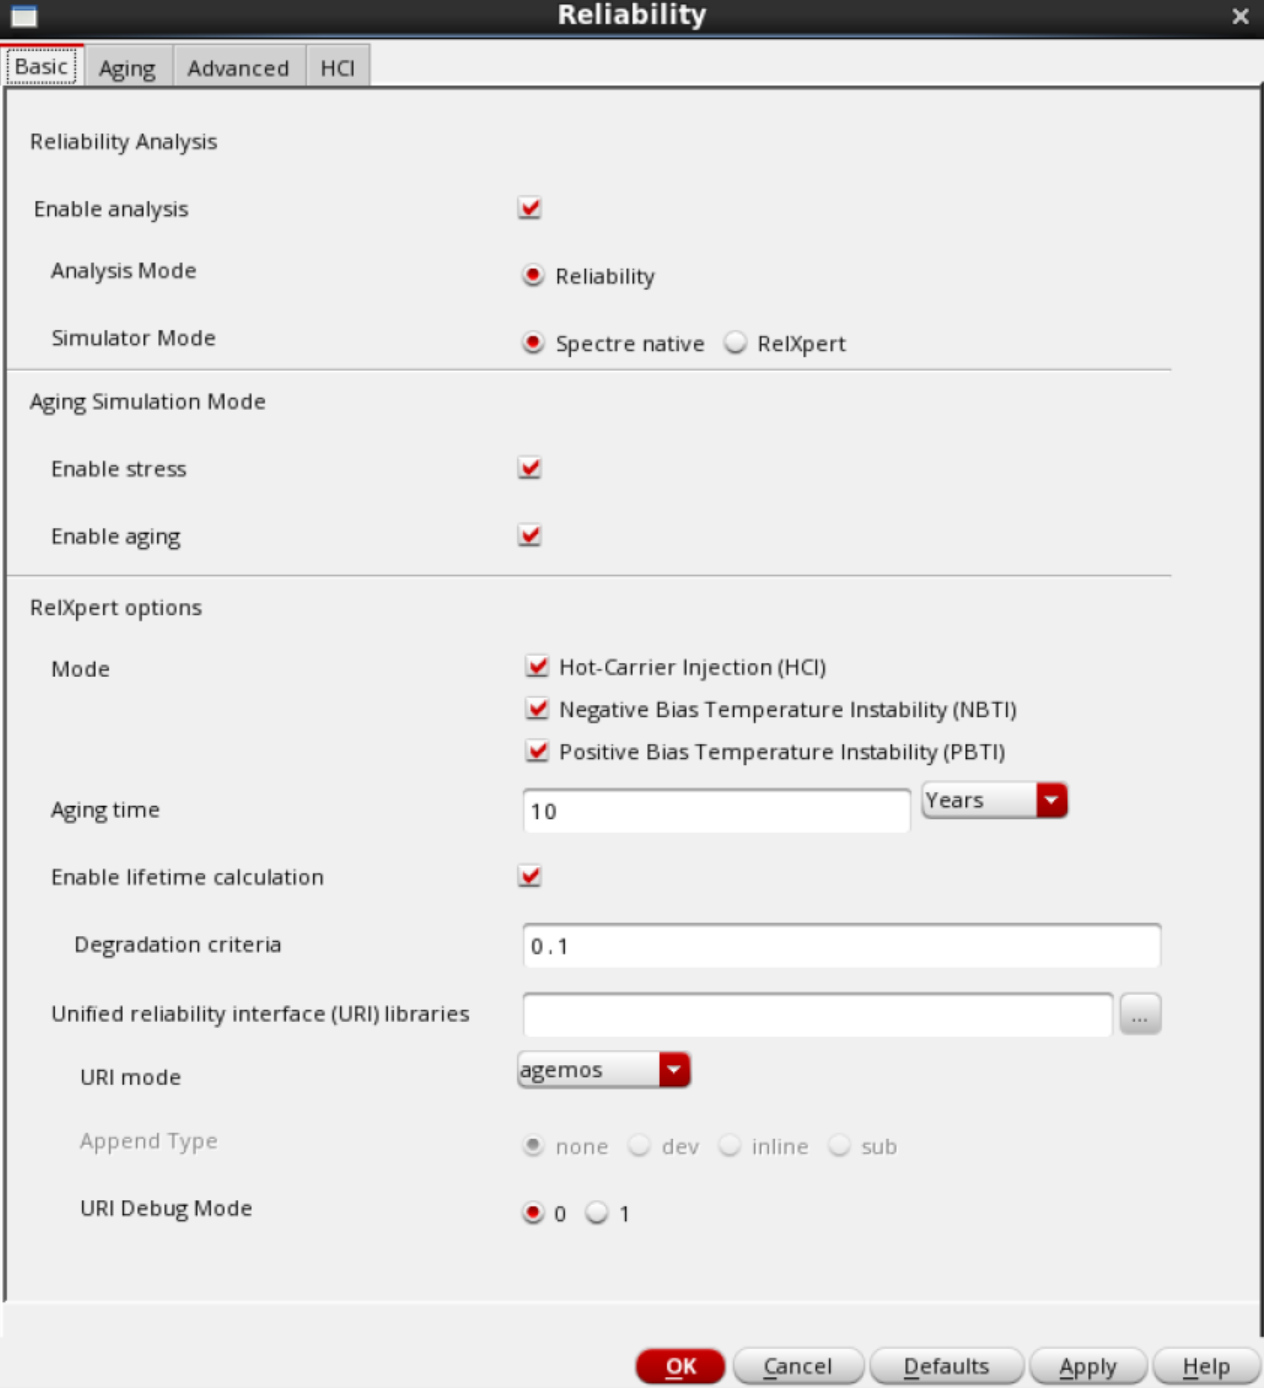 Reliability
Basic Aging Advanced HCI
Reliability Analysis
Enable analysis
Analysis Mode Reliability
Simulator Mode Spectre native RelXpert
Aging Simulation Mode
Enable stress
Enable aging
RelXpert options
Mode Hot-Carrier Injection (HCI)
Negative Bias Temperature Instability (NBTI)
Positive Bias Temperature Instability (PBTI)
Aging time 10 Years
Enable lifetime calculation
Degradation criteria 0.1
Unified reliability interface (URI) libraries ...
URI mode agemos
Append Type none dev inline sub
URI Debug Mode 0 1
OK Cancel Defaults Apply Help